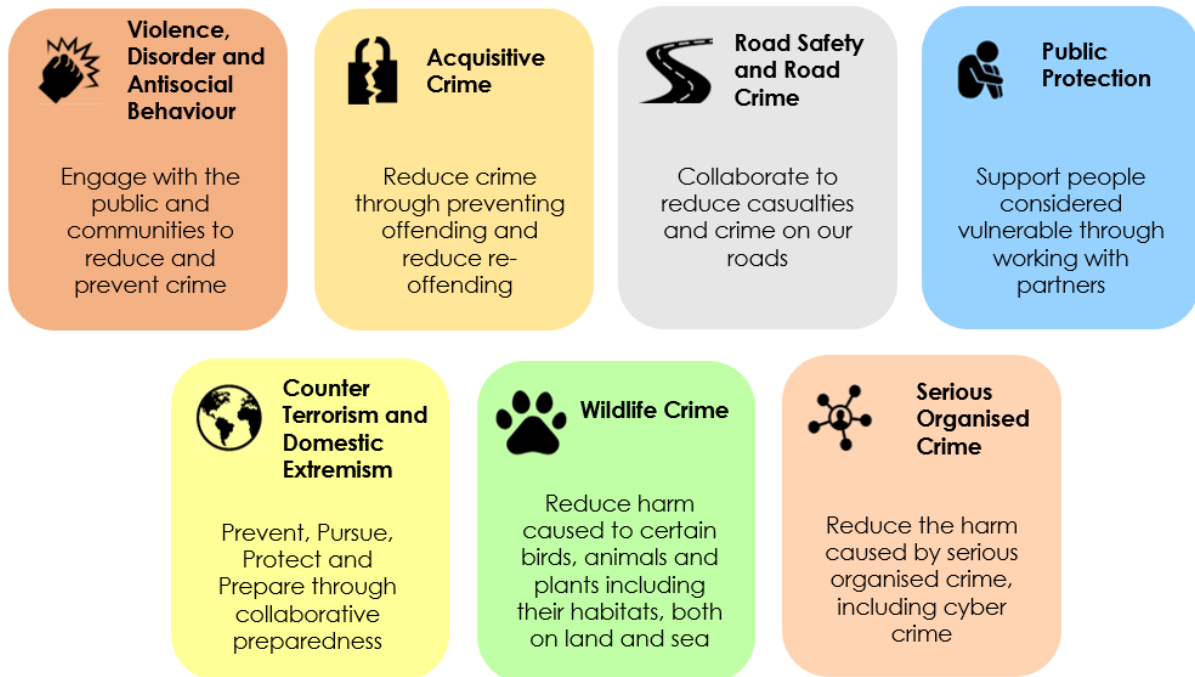 Violence,
Disorder and
Antisocial
Behaviour
Engage with the
public and
communities to
reduce and
prevent crime
Acquisitive
Crime
Reduce crime
through preventing
offending and
reduce re-
offending
Road Safety
and Road
Crime
Collaborate to
reduce casualties
and crime on our
roads
Public
Protection
Support people
considered
vulnerable through
working with
partners
Counter
Terrorism and
Domestic
Extremism
Prevent, Pursue,
Protect and
Prepare through
collaborative
preparedness
Wildlife Crime
Reduce harm
caused to certain
birds, animals and
plants including
their habitats, both
on land and sea
Serious
Organised
Crime
Reduce the harm
caused by serious
organised crime,
including cyber
crime